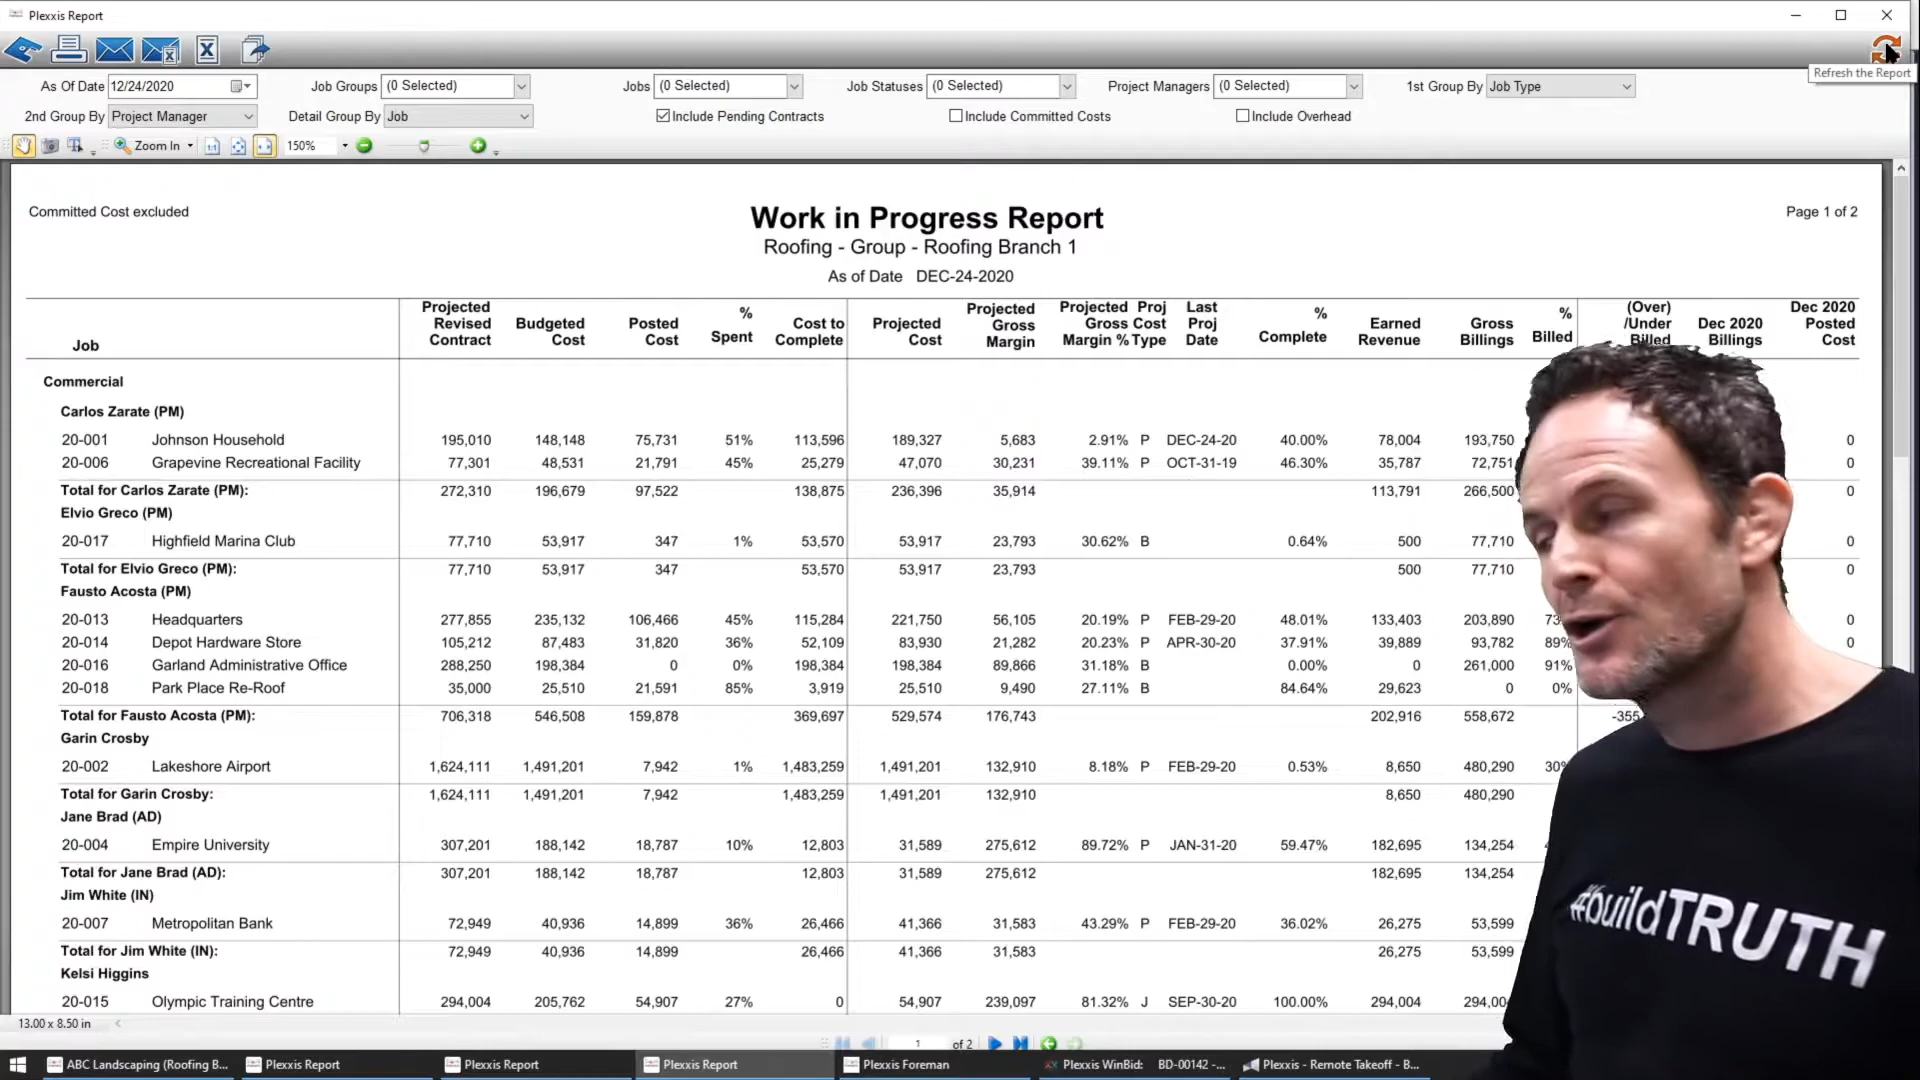 Plexxis Report
Refresh the Report
As Of Date 12/24/2020 Job Groups (0 Selected) Jobs (0 Selected) Job Statuses (0 Selected) Project Managers (0 Selected) 1st Group By Job Type
2nd Group By Project Manager Detail Group By Job Include Pending Contracts Include Committed Costs Include Overhead
Zoom In 150%
Committed Cost excluded
Work in Progress Report
Page 1 of 2
Roofing - Group - Roofing Branch 1
As of Date DEC-24-2020
Job Projected Revised Contract Budgeted Cost Posted Cost % Spent Cost to Complete Projected Cost Projected Gross Margin Projected Gross Margin % Proj Cost Type Last Proj Date % Complete Earned Revenue Gross Billings % Billed (Over) /Under Billed Dec 2020 Billings Dec 2020 Posted Cost
Commercial
Carlos Zarate (PM)
20-001 Johnson Household 195,010 148,148 75,731 51% 113,596 189,327 5,683 2.91% P DEC-24-20 40.00% 78,004 193,750 0
20-006 Grapevine Recreational Facility 77,301 48,531 21,791 45% 25,279 47,070 30,231 39.11% P OCT-31-19 46.30% 35,787 72,751 0
Total for Carlos Zarate (PM): 272,310 196,679 97,522 138,875 236,396 35,914 113,791 266,500 0
Elvio Greco (PM)
20-017 Highfield Marina Club 77,710 53,917 347 1% 53,570 53,917 23,793 30.62% B 0.64% 500 77,710 0
Total for Elvio Greco (PM): 77,710 53,917 347 53,570 53,917 23,793 500 77,710 0
Fausto Acosta (PM)
20-013 Headquarters 277,855 235,132 106,466 45% 115,284 221,750 56,105 20.19% P FEB-29-20 48.01% 133,403 203,890 0
20-014 Depot Hardware Store 105,212 87,483 31,820 36% 52,109 83,930 21,282 20.23% P APR-30-20 37.91% 39,889 93,782 89% 0
20-016 Garland Administrative Office 288,250 198,384 0 0% 198,384 198,384 89,866 31.18% B 0.00% 0 261,000 91%
20-018 Park Place Re-Roof 35,000 25,510 21,591 85% 3,919 25,510 9,490 27.11% B 84.64% 29,623 0 0%
Total for Fausto Acosta (PM): 706,318 546,508 159,878 369,697 529,574 176,743 202,916 558,672 -355
Garin Crosby
20-002 Lakeshore Airport 1,624,111 1,491,201 7,942 1% 1,483,259 1,491,201 132,910 8.18% P FEB-29-20 0.53% 8,650 480,290 30%
Total for Garin Crosby: 1,624,111 1,491,201 7,942 1,483,259 1,491,201 132,910 8,650 480,290
Jane Brad (AD)
20-004 Empire University 307,201 188,142 18,787 10% 12,803 31,589 275,612 89.72% P JAN-31-20 59.47% 182,695 134,254
Total for Jane Brad (AD): 307,201 188,142 18,787 12,803 31,589 275,612 182,695 134,254
Jim White (IN)
20-007 Metropolitan Bank 72,949 40,936 14,899 36% 26,466 41,366 31,583 43.29% P FEB-29-20 36.02% 26,275 53,599
Total for Jim White (IN): 72,949 40,936 14,899 26,466 41,366 31,583 26,275 53,599
Kelsi Higgins
20-015 Olympic Training Centre 294,004 205,762 54,907 27% 0 54,907 239,097 81.32% J SEP-30-20 100.00% 294,004
#buildTRUTH
13.00 x 8.50 in
1 of 2
ABC Landscaping (Roofing B... Plexxis Report Plexxis Report Plexxis Report Plexxis Foreman Plexxis WinBid: BD-00142 -... Plexxis - Remote Takeoff - B...